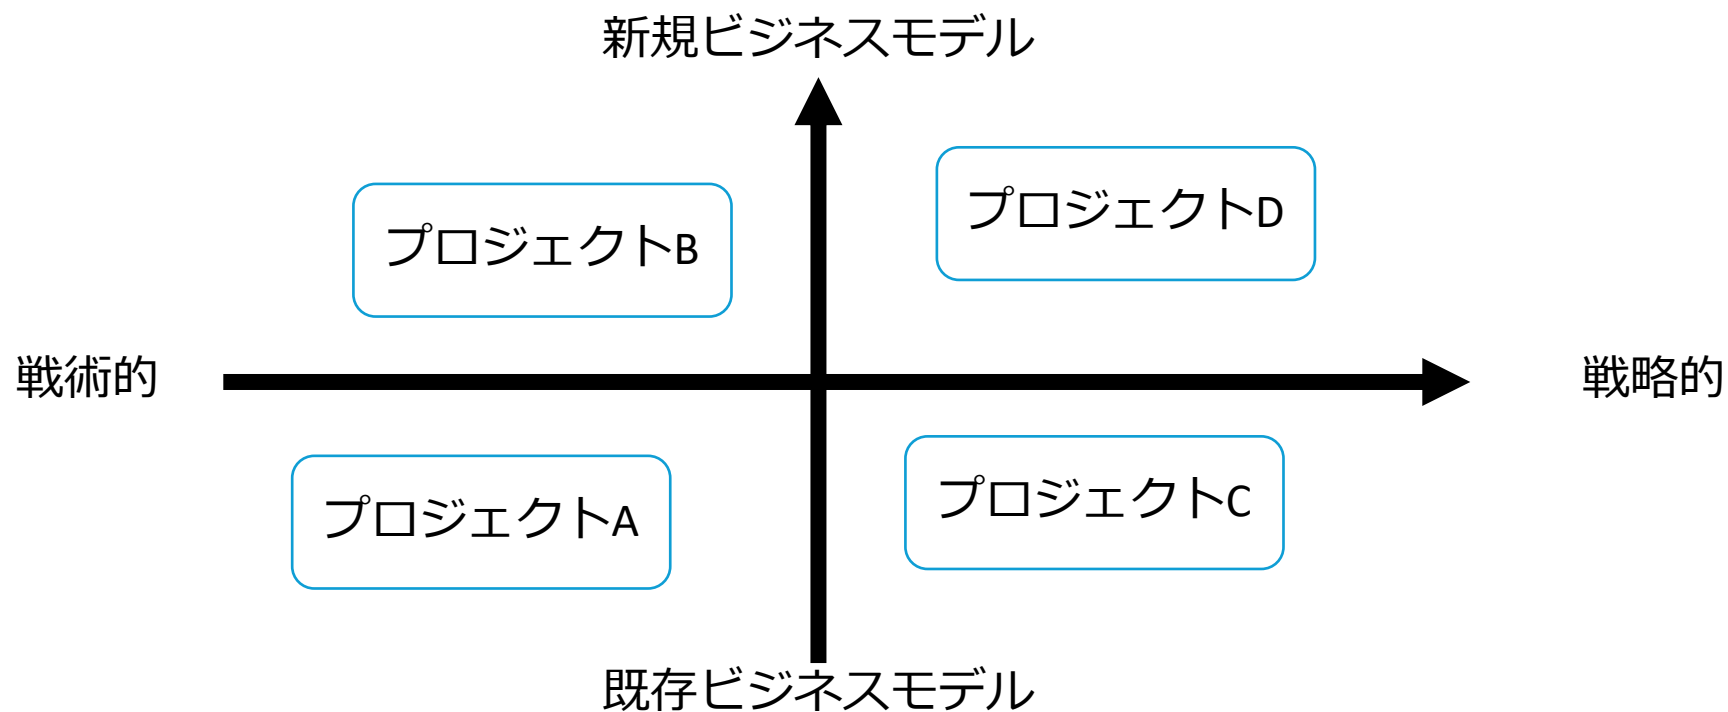 新規ビジネスモデル
プロジェクトD
プロジェクトB
戦術的
戦略的
プロジェクトC
プロジェクトA
既存ビジネスモデル